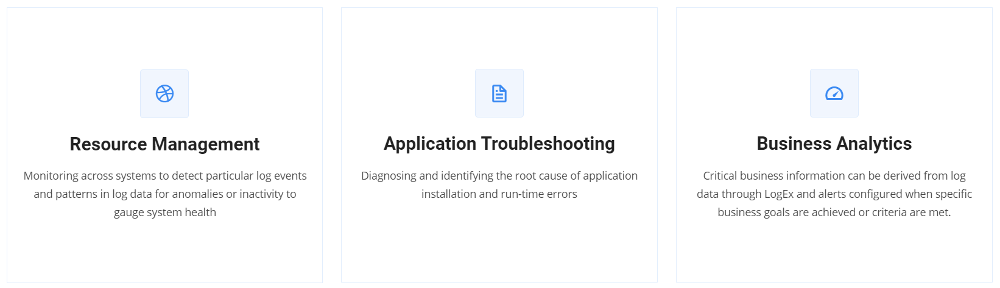 Resource Management
Monitoring across systems to detect particular log events
and patterns in log data for anomalies or inactivity to
gauge system health
Application Troubleshooting
Diagnosing and identifying the root cause of application
installation and run-time errors
Business Analytics
Critical business information can be derived from log
data through LogEx and alerts configured when specific
business goals are achieved or criteria are met.